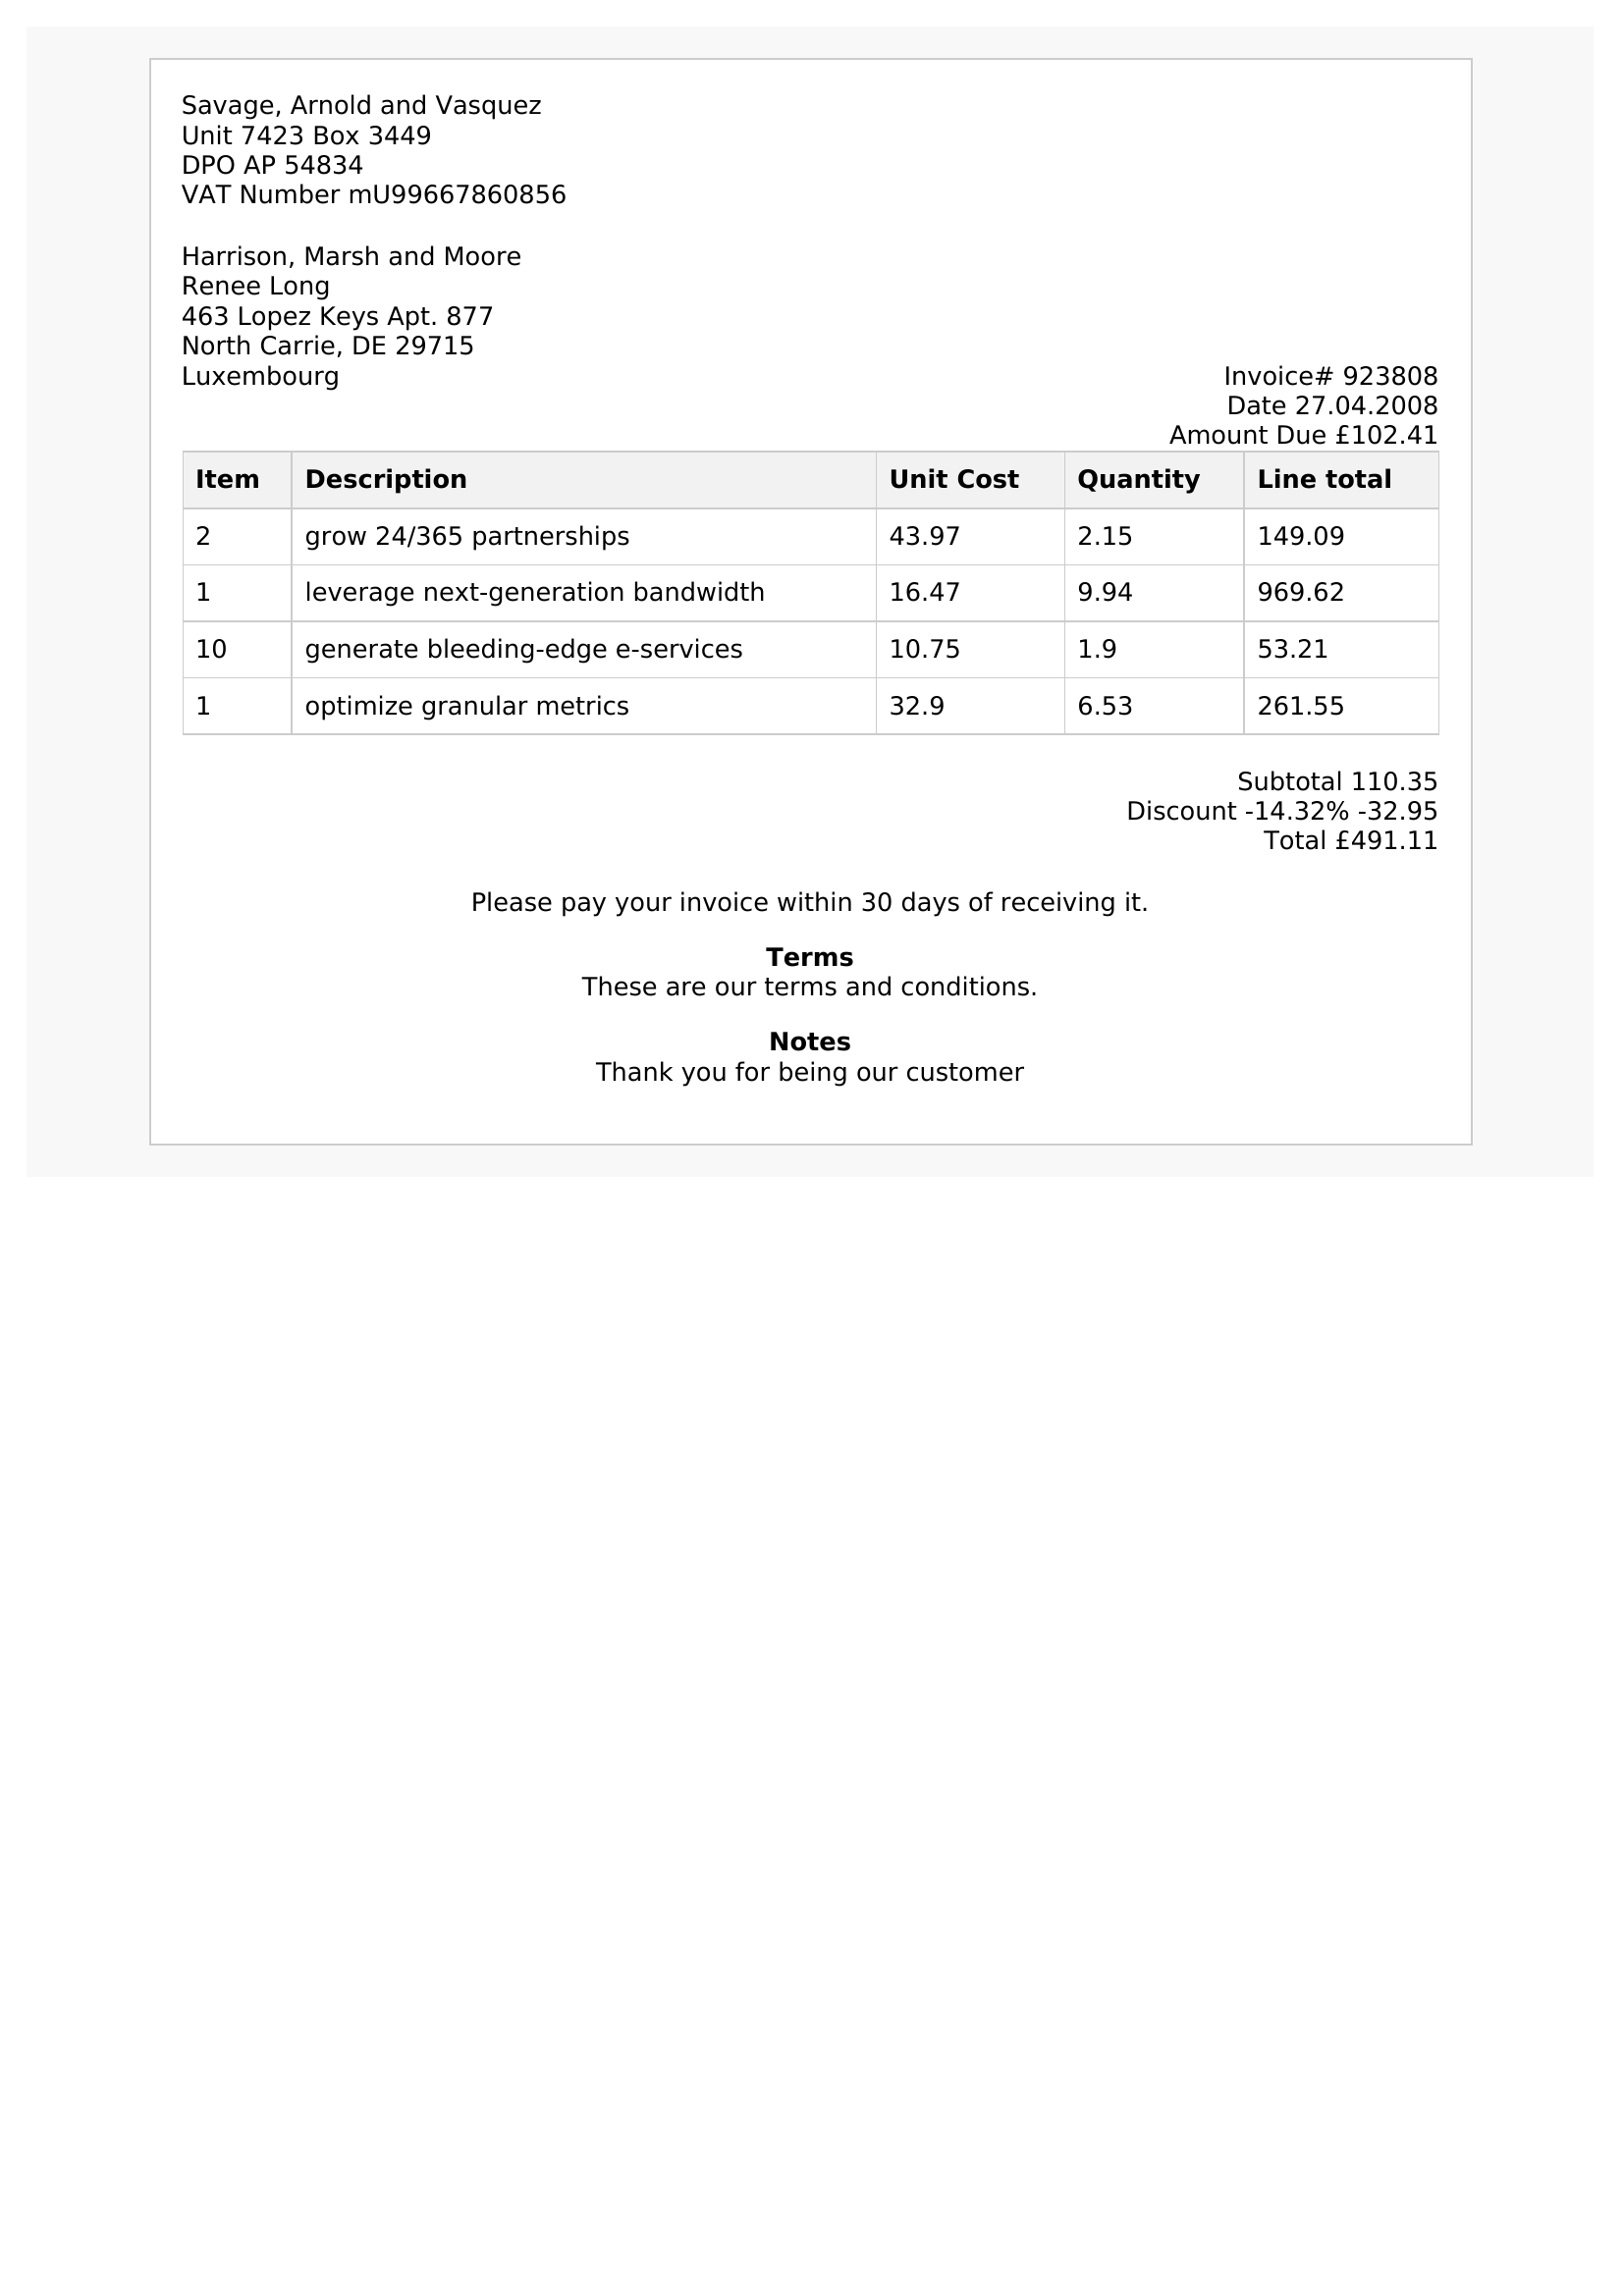 Savage, Arnold and Vasquez
Unit 7423 Box 3449
DPO AP 54834
VAT Number mU99667860856
Harrison, Marsh and Moore
Renee Long
463 Lopez Keys Apt. 877
North Carrie, DE 29715
Luxembourg
Invoice# 923808
Date 27.04.2008
Amount Due £102.41
Item Description Unit Cost Quantity Line total
2 grow 24/365 partnerships 43.97 2.15 149.09
1 leverage next-generation bandwidth 16.47 9.94 969.62
10 generate bleeding-edge e-services 10.75 1.9 53.21
1 optimize granular metrics 32.9 6.53 261.55
Subtotal 110.35
Discount -14.32% -32.95
Total £491.11
Please pay your invoice within 30 days of receiving it.
Terms
These are our terms and conditions.
Notes
Thank you for being our customer